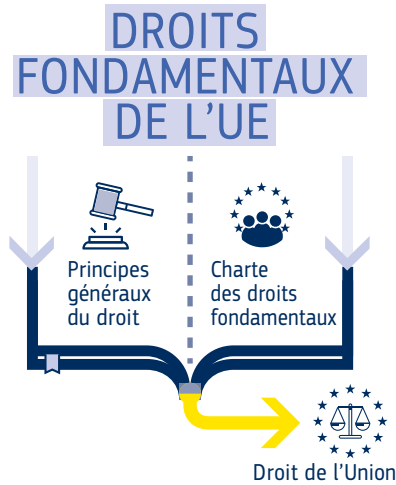 DROITS
FONDAMENTAUX
DE L’UE
Principes
généraux
du droit
Charte
des droits
fondamentaux
Droit de l’Union